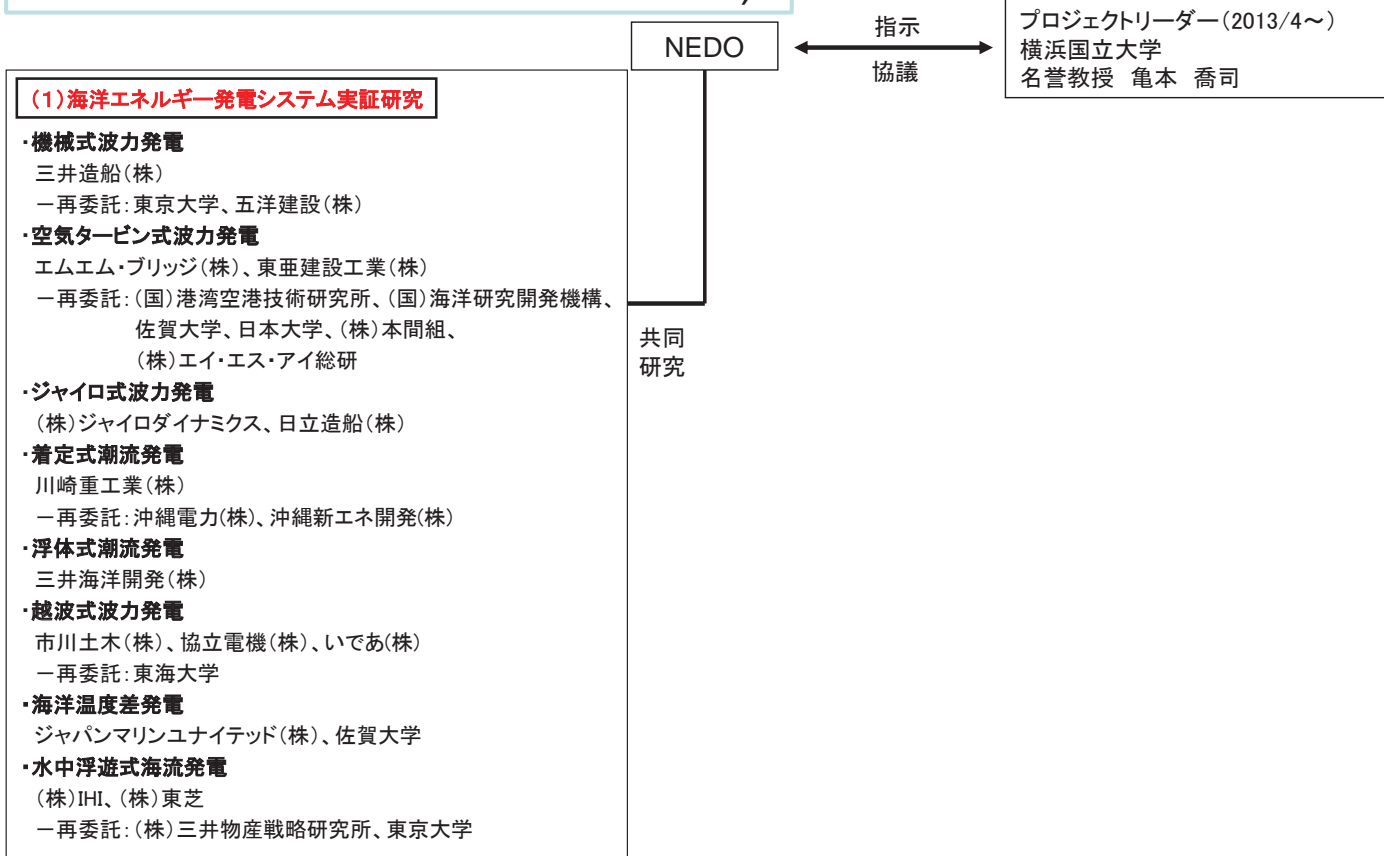 NEDO
指示
協議
プロジェクトリーダー(2013/4～)
横浜国立大学
名誉教授 亀本 喬司
(1)海洋エネルギー発電システム実証研究
・機械式波力発電
三井造船(株)
－再委託:東京大学、五洋建設(株)
・空気タービン式波力発電
エムエム・ブリッジ(株)、東亜建設工業(株)
－再委託:(国)港湾空港技術研究所、(国)海洋研究開発機構、
佐賀大学、日本大学、(株)本間組、
(株)エイ・エス・アイ総研
・ジャイロ式波力発電
(株)ジャイロダイナミクス、日立造船(株)
・着定式潮流発電
川崎重工業(株)
－再委託:沖縄電力(株)、沖縄新エネ開発(株)
・浮体式潮流発電
三井海洋開発(株)
・越波式波力発電
市川土木(株)、協立電機(株)、いであ(株)
－再委託:東海大学
・海洋温度差発電
ジャパンマリンユナイテッド(株)、佐賀大学
・水中浮遊式海流発電
(株)IHI、(株)東芝
－再委託:(株)三井物産戦略研究所、東京大学
共同
研究